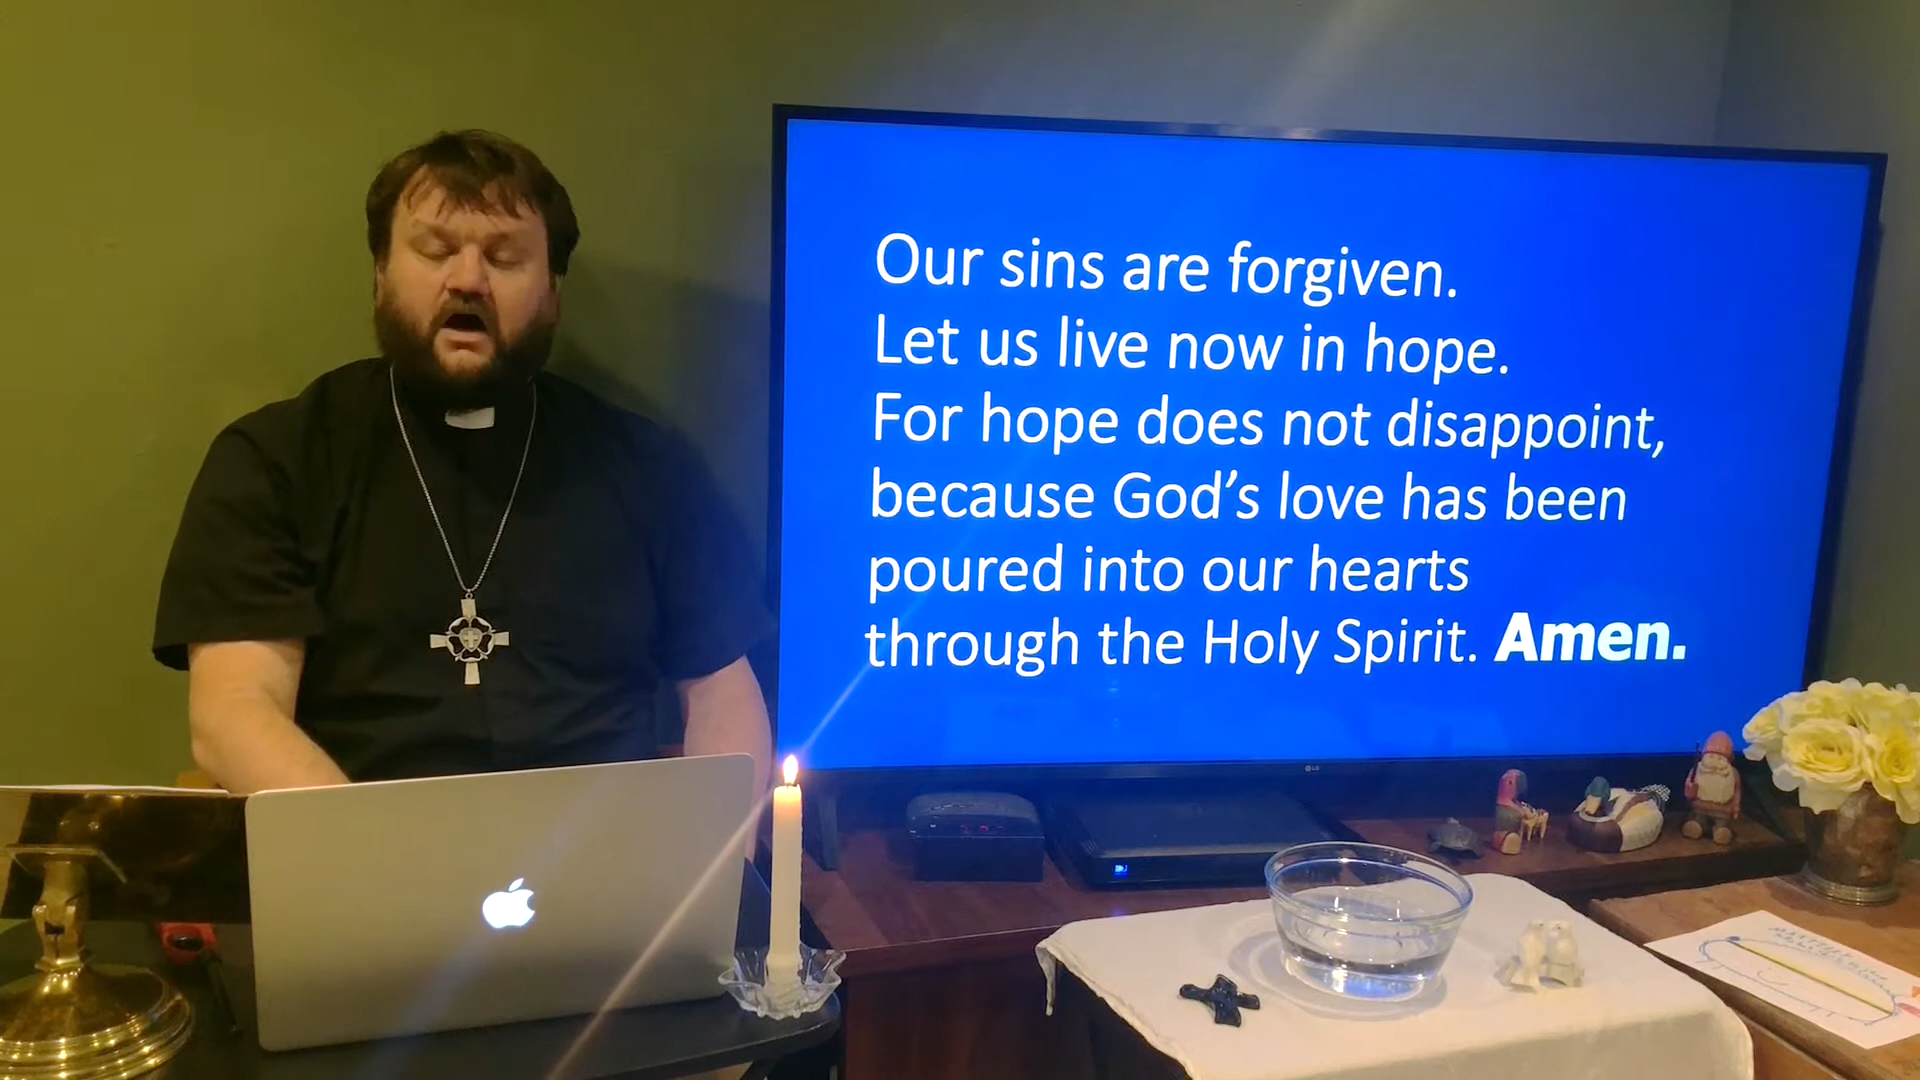 Our sins are forgiven.
Let us live now in hope.
For hope does not disappoint,
because God's love has been
poured into our hearts
through the Holy Spirit. Amen.
LG